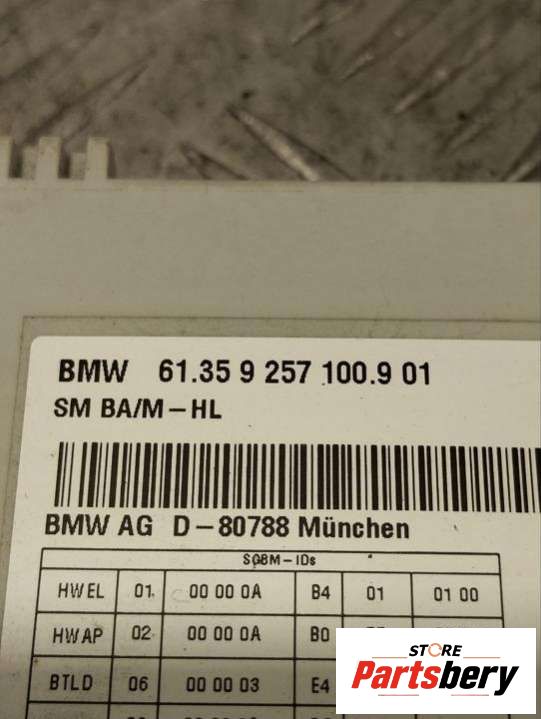 BMW 61.35 9 257 100.9 01
SM BA/M-HL
BMW AG D-80788 München
SGBM-IDs
HWEL 01 00 00 0A B4 01 01 00
HWAP 02 00 00 0A B0
BTLD 06 00 00 03 E4
STORE
Partsbery